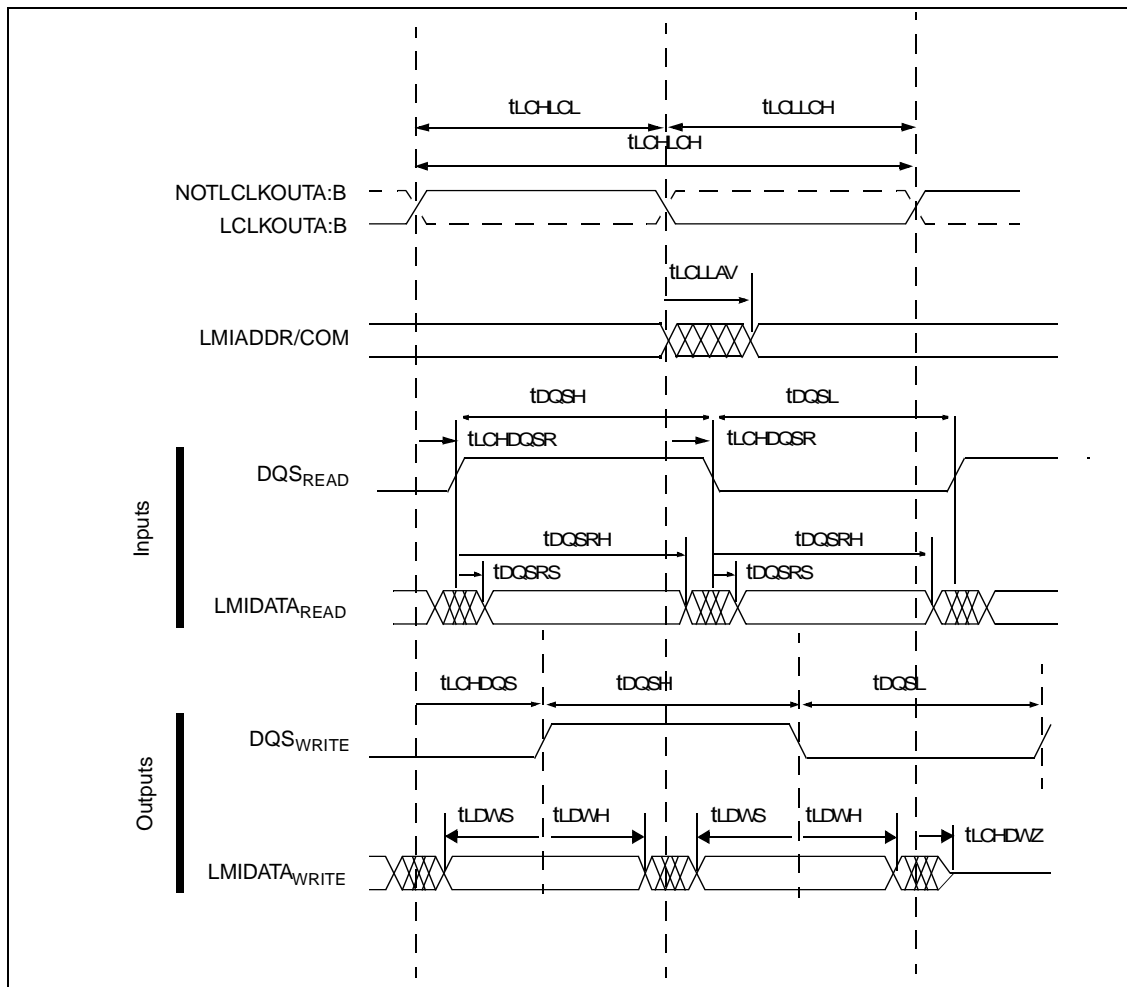 tLCHLCL tLCLLCH
tLCHLCH
NOTLCLKOUTA:B
LCLKOUTA:B
tLCLLAV
LMIADDR/COM
tDQSH tDQSL
tLCHDQSR tLCHDQSR
DQSREAD
Inputs
tDQSRH tDQSRH
tDQSRS tDQSRS
LMIDATAREAD
tLCHDQS tDQSH tDQSL
DQSWRITE
Outputs
tLDWS tLDWH tLDWS tLDWH tLCHDWZ
LMIDATAWRITE